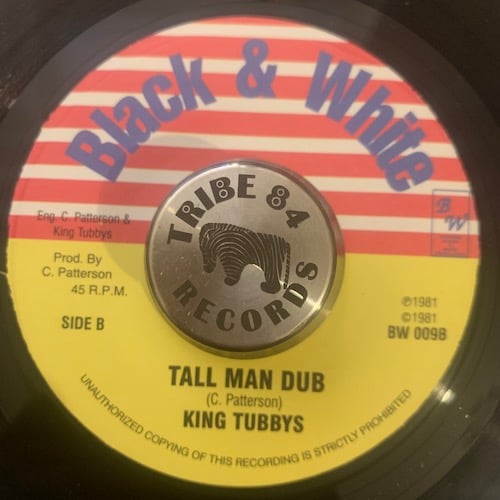 Black & White
TRIBE 84
RECORDS
Eng. C. Patterson &
King Tubbys
Prod. By
C. Patterson
45 R.P.M.
SIDE B
B
W
℗1981
©1981
BW 009B
TALL MAN DUB
(C. Patterson)
KING TUBBYS
UNAUTHORIZED COPYING OF THIS RECORDING IS STRICTLY PROHIBITED